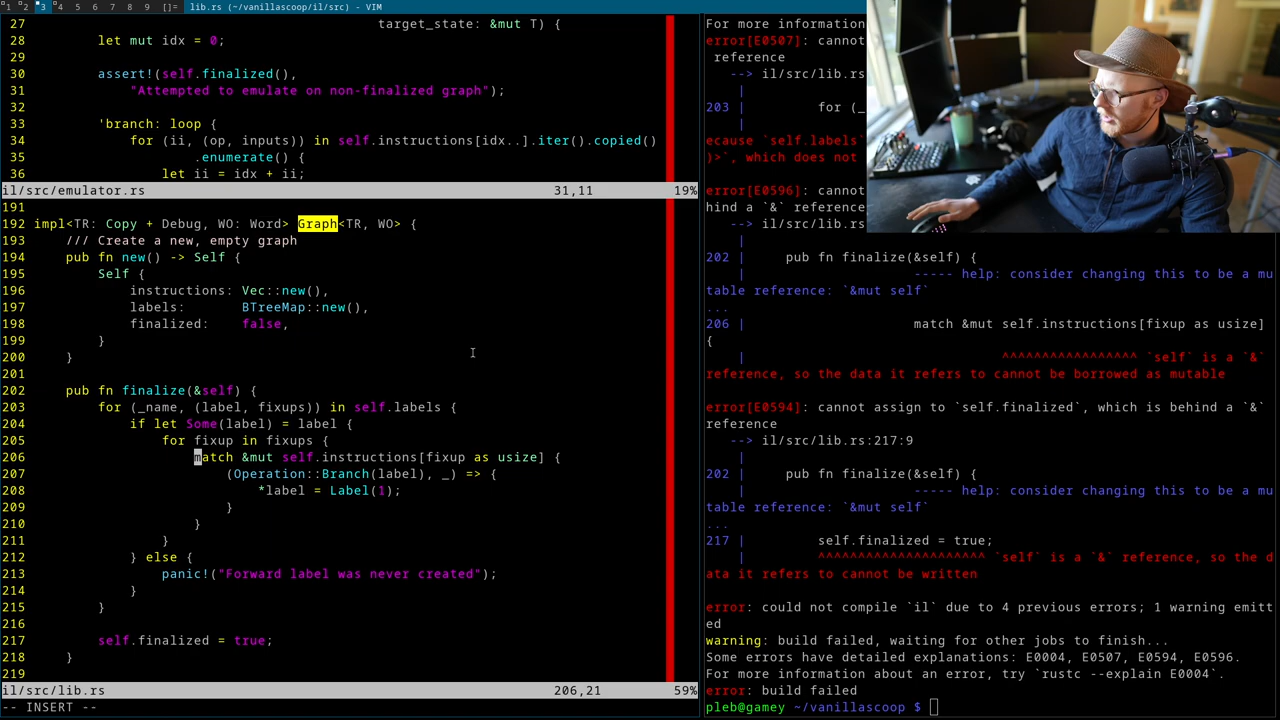 1 2 3 4 5 6 7 8 9 []= lib.rs (~/vanillascoop/il/src) - VIM
27 target_state: &mut T) {
28 let mut idx = 0;
29
30 assert!(self.finalized(),
31 "Attempted to emulate on non-finalized graph");
32
33 'branch: loop {
34 for (ii, (op, inputs)) in self.instructions[idx..].iter().copied()
35 .enumerate() {
36 let ii = idx + ii;
il/src/emulator.rs 31,11 19%
191
192 impl<TR: Copy + Debug, WO: Word> Graph<TR, WO> {
193 /// Create a new, empty graph
194 pub fn new() -> Self {
195 Self {
196 instructions: Vec::new(),
197 labels: BTreeMap::new(),
198 finalized: false,
199 }
200 }
201
202 pub fn finalize(&self) {
203 for (_name, (label, fixups)) in self.labels {
204 if let Some(label) = label {
205 for fixup in fixups {
206 match &mut self.instructions[fixup as usize] {
207 (Operation::Branch(label), _) => {
208 *label = Label(1);
209 }
210 }
211 }
212 } else {
213 panic!("Forward label was never created");
214 }
215 }
216
217 self.finalized = true;
218 }
219
il/src/lib.rs 206,21 59%
-- INSERT --
For more information
error[E0507]: cannot
reference
--> il/src/lib.rs
|
203 | for (_
|
ecause `self.labels`
)>`, which does not
error[E0596]: cannot
hind a `&` reference
--> il/src/lib.rs
|
202 | pub fn finalize(&self) {
| ----- help: consider changing this to be a mu
table reference: `&mut self`
...
206 | match &mut self.instructions[fixup as usize]
{
| ^^^^^^^^^^^^^^^^^ `self` is a `&`
reference, so the data it refers to cannot be borrowed as mutable
error[E0594]: cannot assign to `self.finalized`, which is behind a `&`
reference
--> il/src/lib.rs:217:9
|
202 | pub fn finalize(&self) {
| ----- help: consider changing this to be a mu
table reference: `&mut self`
...
217 | self.finalized = true;
| ^^^^^^^^^^^^^^^^^^^^^ `self` is a `&` reference, so the d
ata it refers to cannot be written
error: could not compile `il` due to 4 previous errors; 1 warning emitt
ed
warning: build failed, waiting for other jobs to finish...
Some errors have detailed explanations: E0004, E0507, E0594, E0596.
For more information about an error, try `rustc --explain E0004`.
error: build failed
pleb@gamey ~/vanillascoop $